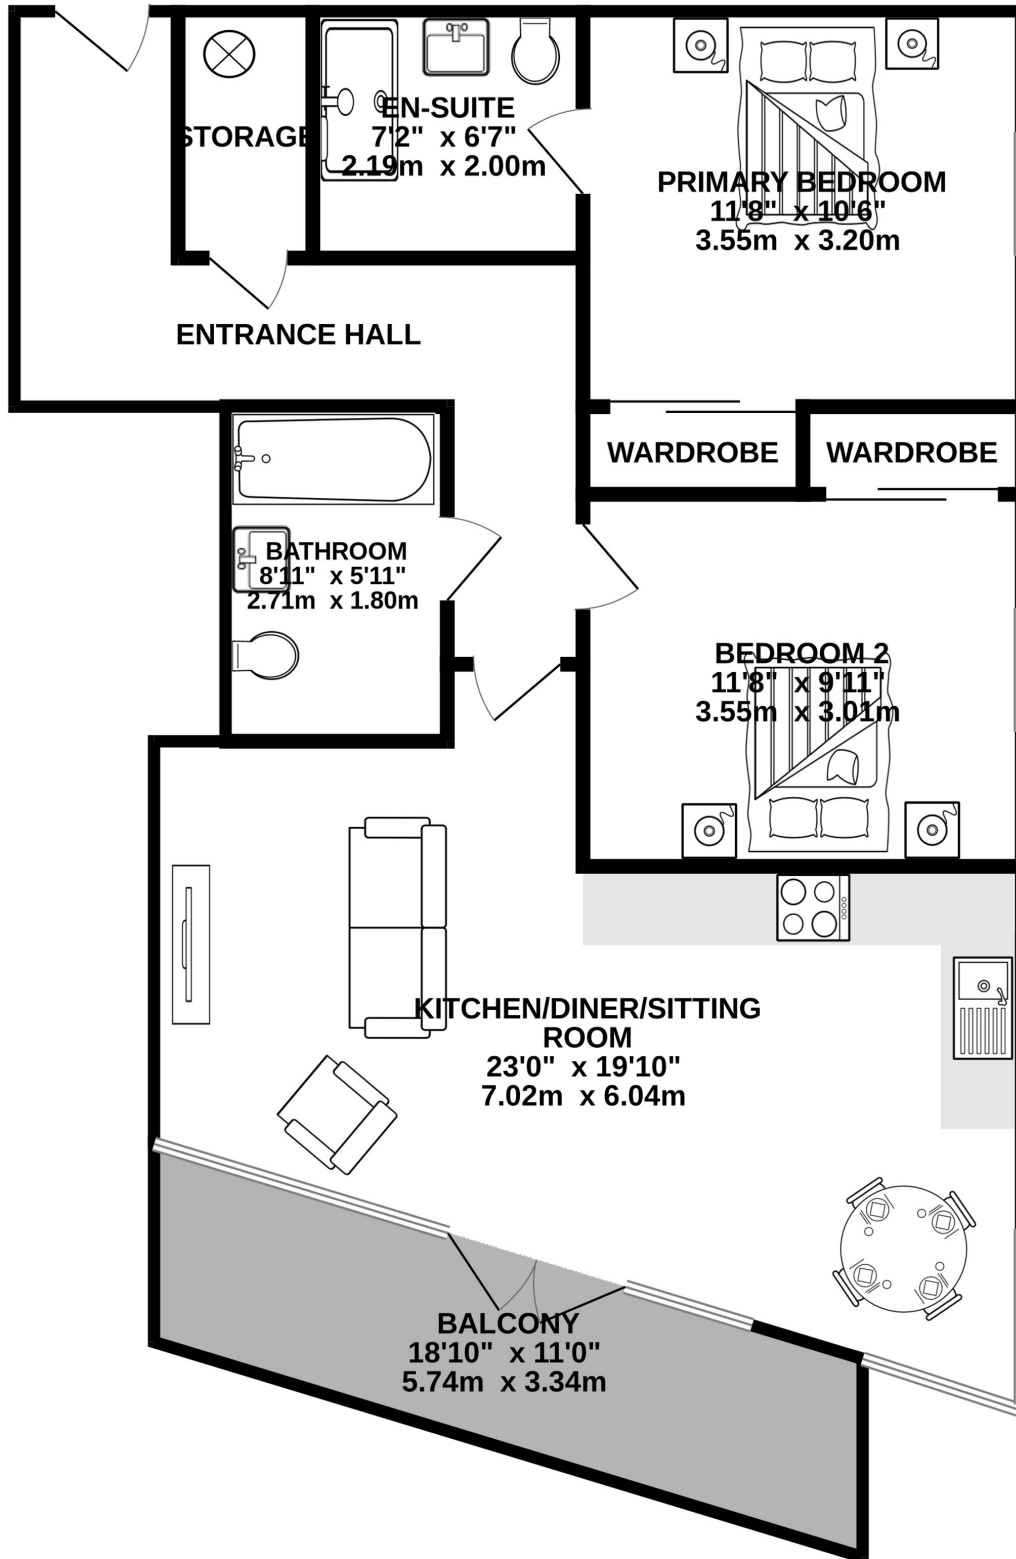 STORAGE
EN-SUITE
7'2" x 6'7"
2.19m x 2.00m
PRIMARY BEDROOM
11'8" x 10'6"
3.55m x 3.20m
ENTRANCE HALL
WARDROBE
WARDROBE
BATHROOM
8'11" x 5'11"
2.71m x 1.80m
BEDROOM 2
11'8" x 9'11"
3.55m x 3.01m
KITCHEN/DINER/SITTING
ROOM
23'0" x 19'10"
7.02m x 6.04m
BALCONY
18'10" x 11'0"
5.74m x 3.34m